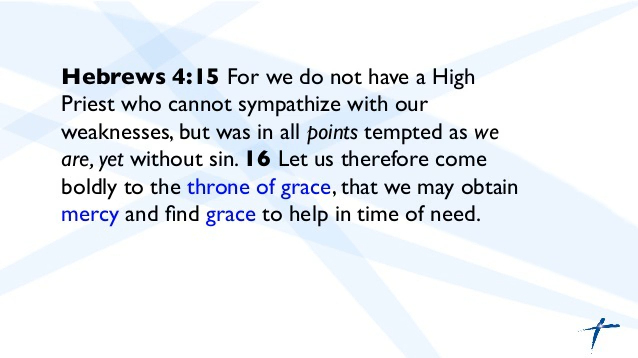 Hebrews 4:15 For we do not have a High
Priest who cannot sympathize with our
weaknesses, but was in all points tempted as we
are, yet without sin. 16 Let us therefore come
boldly to the throne of grace, that we may obtain
mercy and find grace to help in time of need.